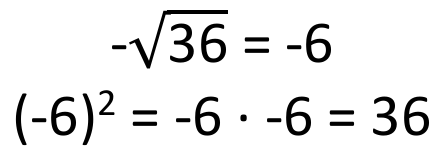 -√36 = -6
(-6)² = -6 · -6 = 36